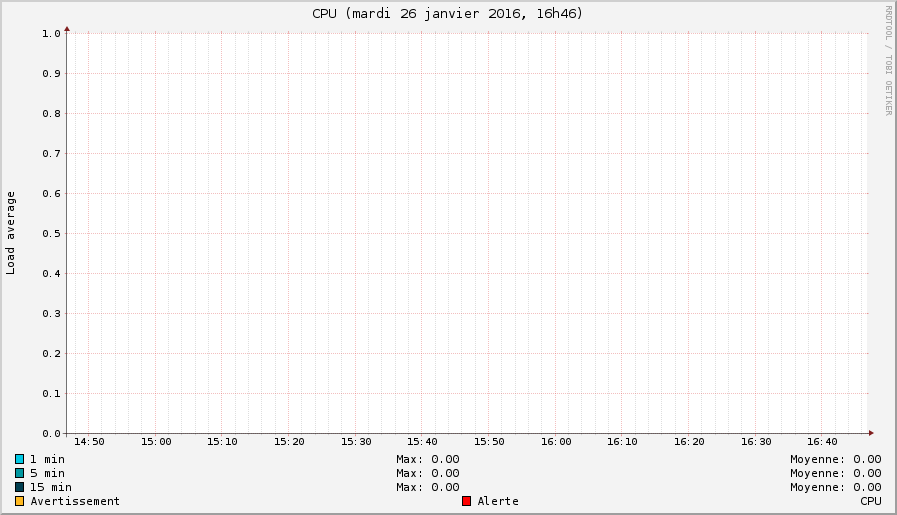 CPU (mardi 26 janvier 2016, 16h46)
RRDTOOL / TOBI OETIKER
Load average
1.0
0.9
0.8
0.7
0.6
0.5
0.4
0.3
0.2
0.1
0.0
14:50 15:00 15:10 15:20 15:30 15:40 15:50 16:00 16:10 16:20 16:30 16:40
1 min Max: 0.00 Moyenne: 0.00
5 min Max: 0.00 Moyenne: 0.00
15 min Max: 0.00 Moyenne: 0.00
Avertissement Alerte CPU